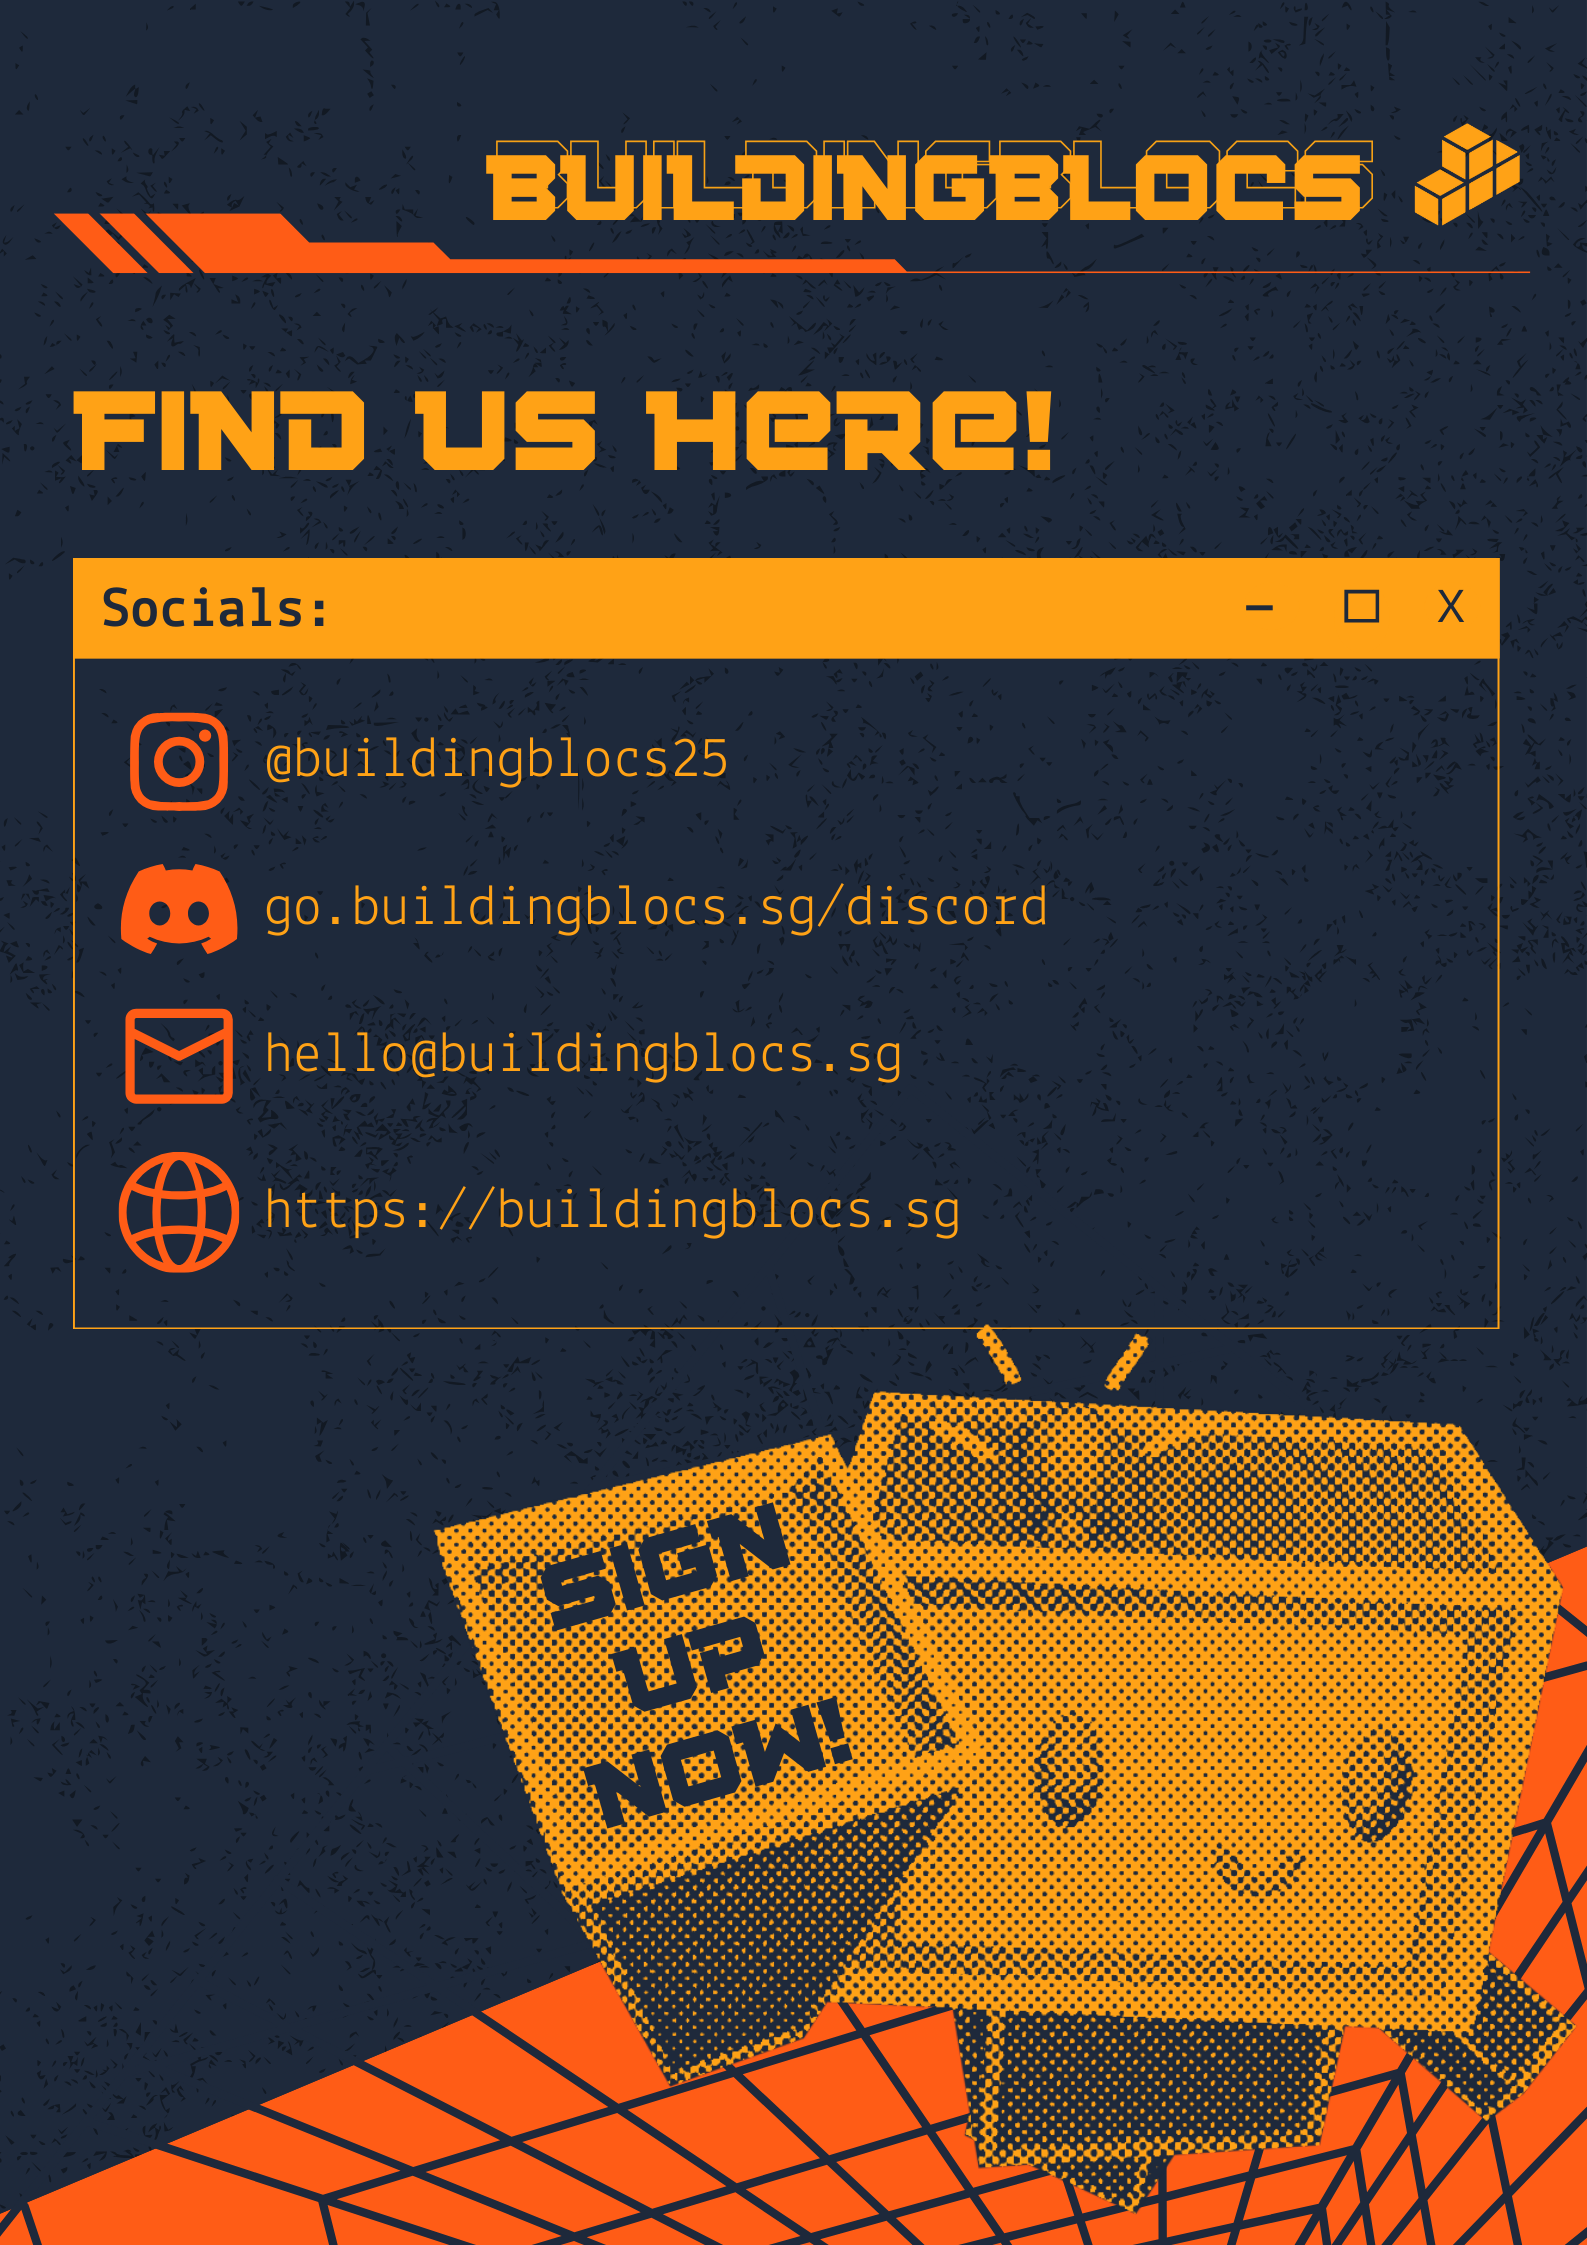 BUILDINGBLOCS
FIND US HERE!
Socials:
@buildingblocs25
go.buildingblocs.sg/discord
hello@buildingblocs.sg
https://buildingblocs.sg
SIGN
UP
NOW!